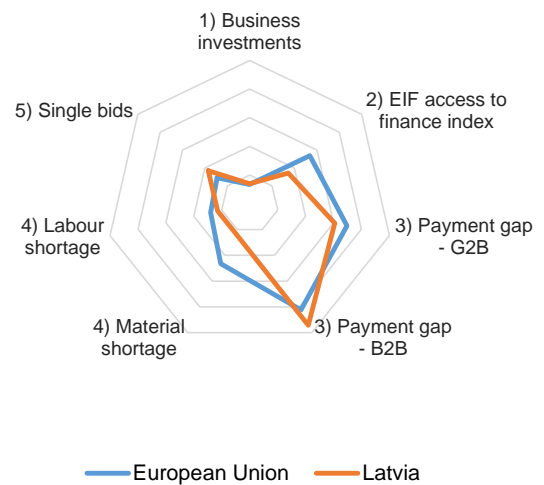 1) Business
investments
2) EIF access to
finance index
3) Payment gap
- G2B
3) Payment gap
- B2B
4) Material
shortage
4) Labour
shortage
5) Single bids
European Union
Latvia